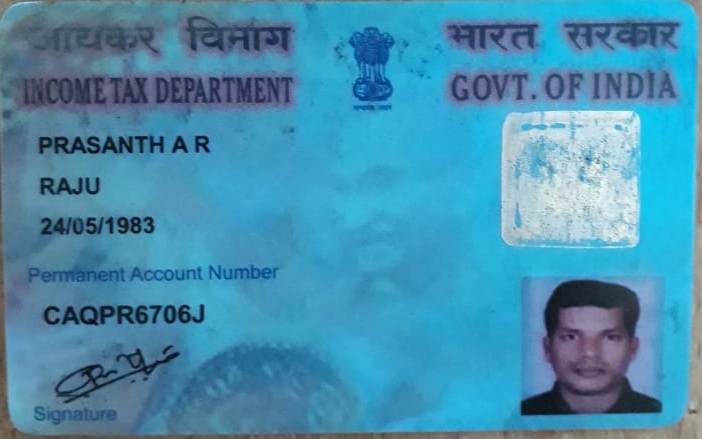 आयकर विभाग
भारत सरकार
INCOME TAX DEPARTMENT
GOVT. OF INDIA
PRASANTH A R
RAJU
24/05/1983
Permanent Account Number
CAQPR6706J
Signature